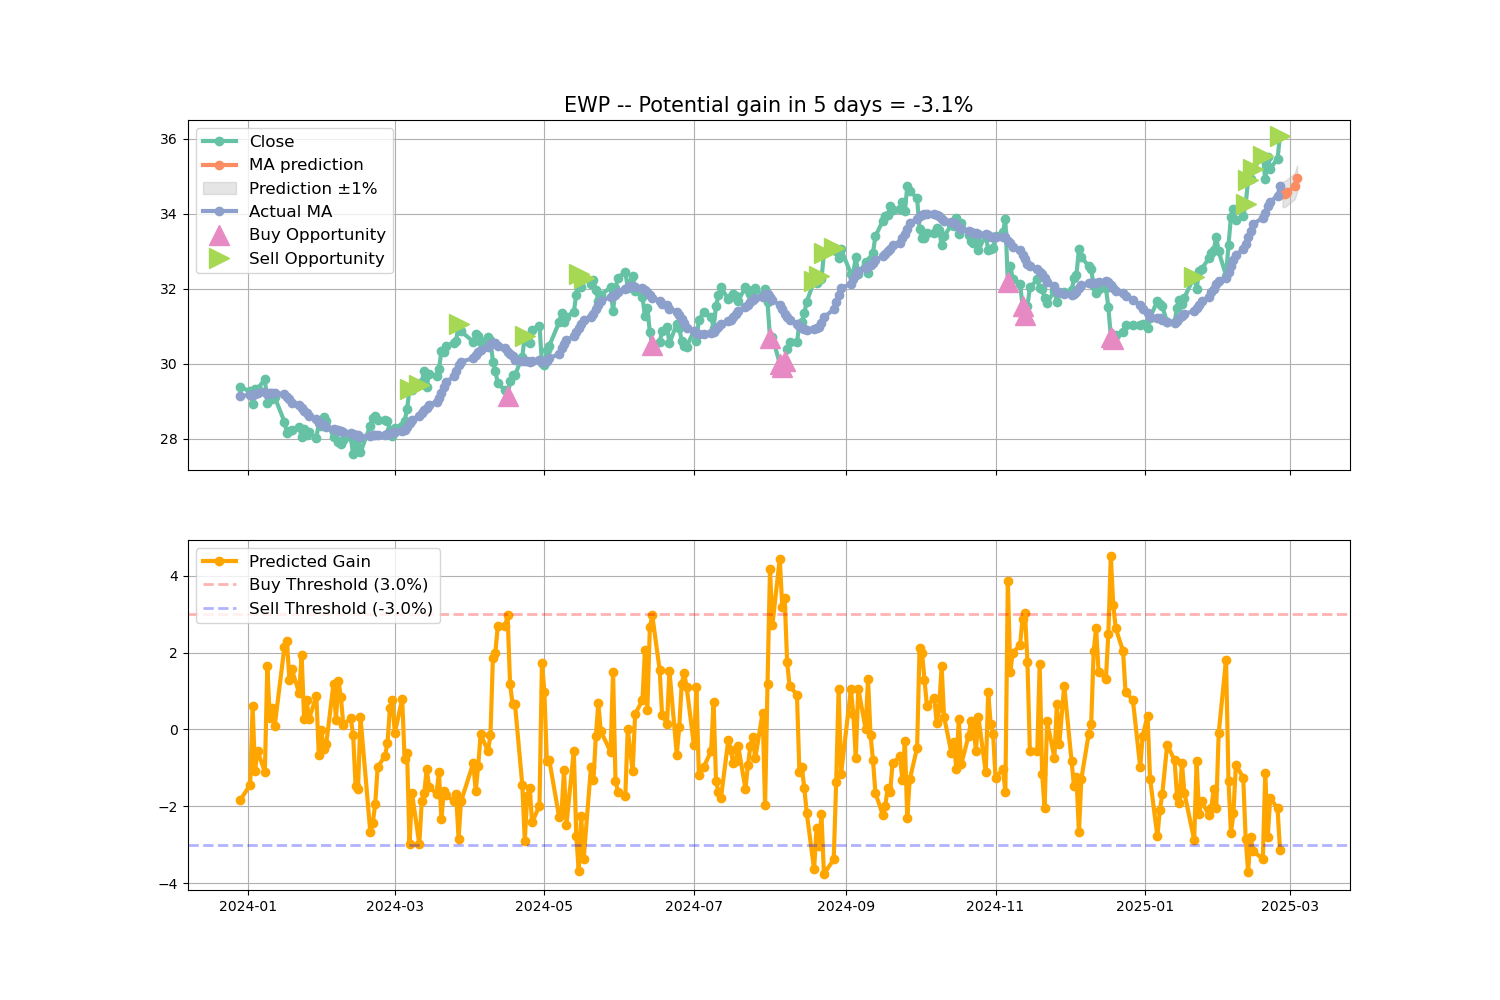 EWP -- Potential gain in 5 days = -3.1%
36
34
32
30
28
Close
MA prediction
Prediction ±1%
Actual MA
Buy Opportunity
Sell Opportunity
4
2
0
−2
−4
Predicted Gain
Buy Threshold (3.0%)
Sell Threshold (-3.0%)
2024-01 2024-03 2024-05 2024-07 2024-09 2024-11 2025-01 2025-03